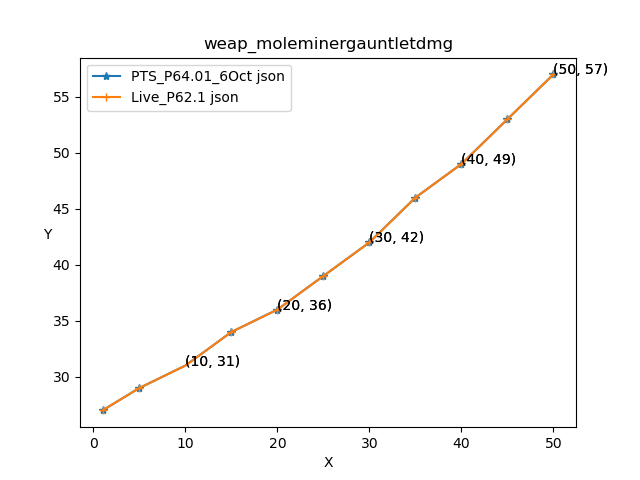 weap_moleminergauntletdmg
PTS_P64.01_6Oct json
Live_P62.1 json
(50, 57)
(40, 49)
(30, 42)
(20, 36)
(10, 31)
55
50
45
40
35
30
Y
0 10 20 30 40 50
X